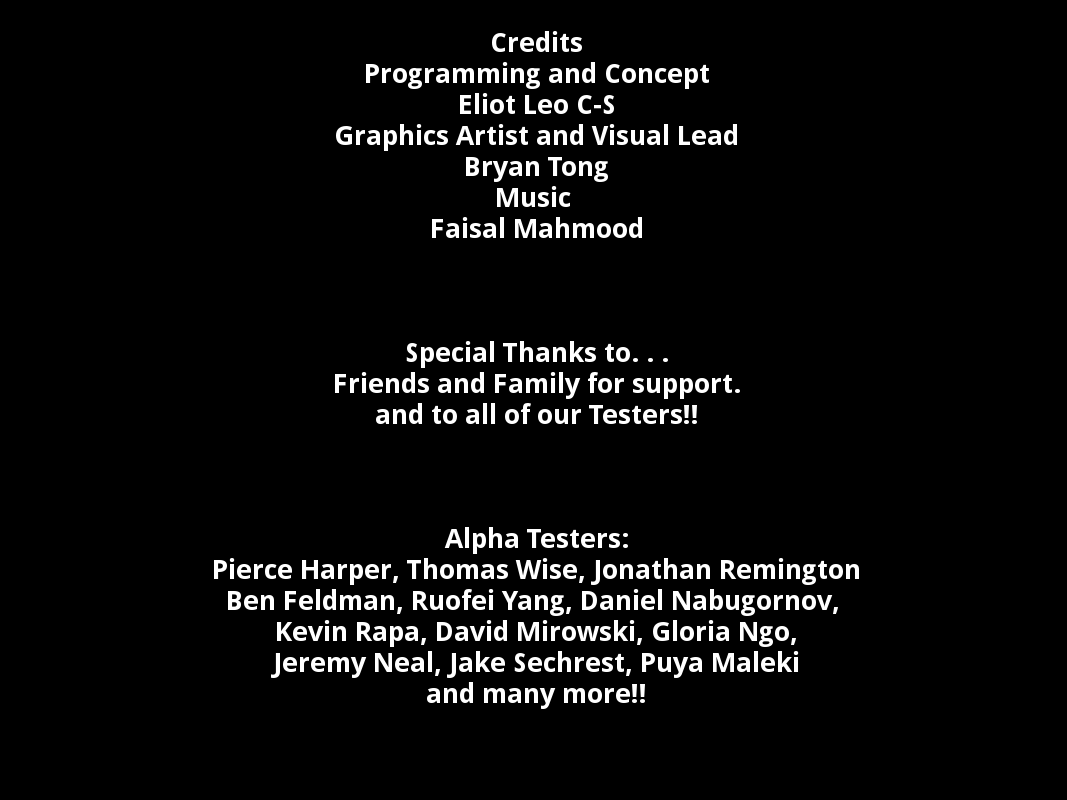 Credits
Programming and Concept
Eliot Leo C-S
Graphics Artist and Visual Lead
Bryan Tong
Music
Faisal Mahmood
Special Thanks to. . .
Friends and Family for support.
and to all of our Testers!!
Alpha Testers:
Pierce Harper, Thomas Wise, Jonathan Remington
Ben Feldman, Ruofei Yang, Daniel Nabugornov,
Kevin Rapa, David Mirowski, Gloria Ngo,
Jeremy Neal, Jake Sechrest, Puya Maleki
and many more!!